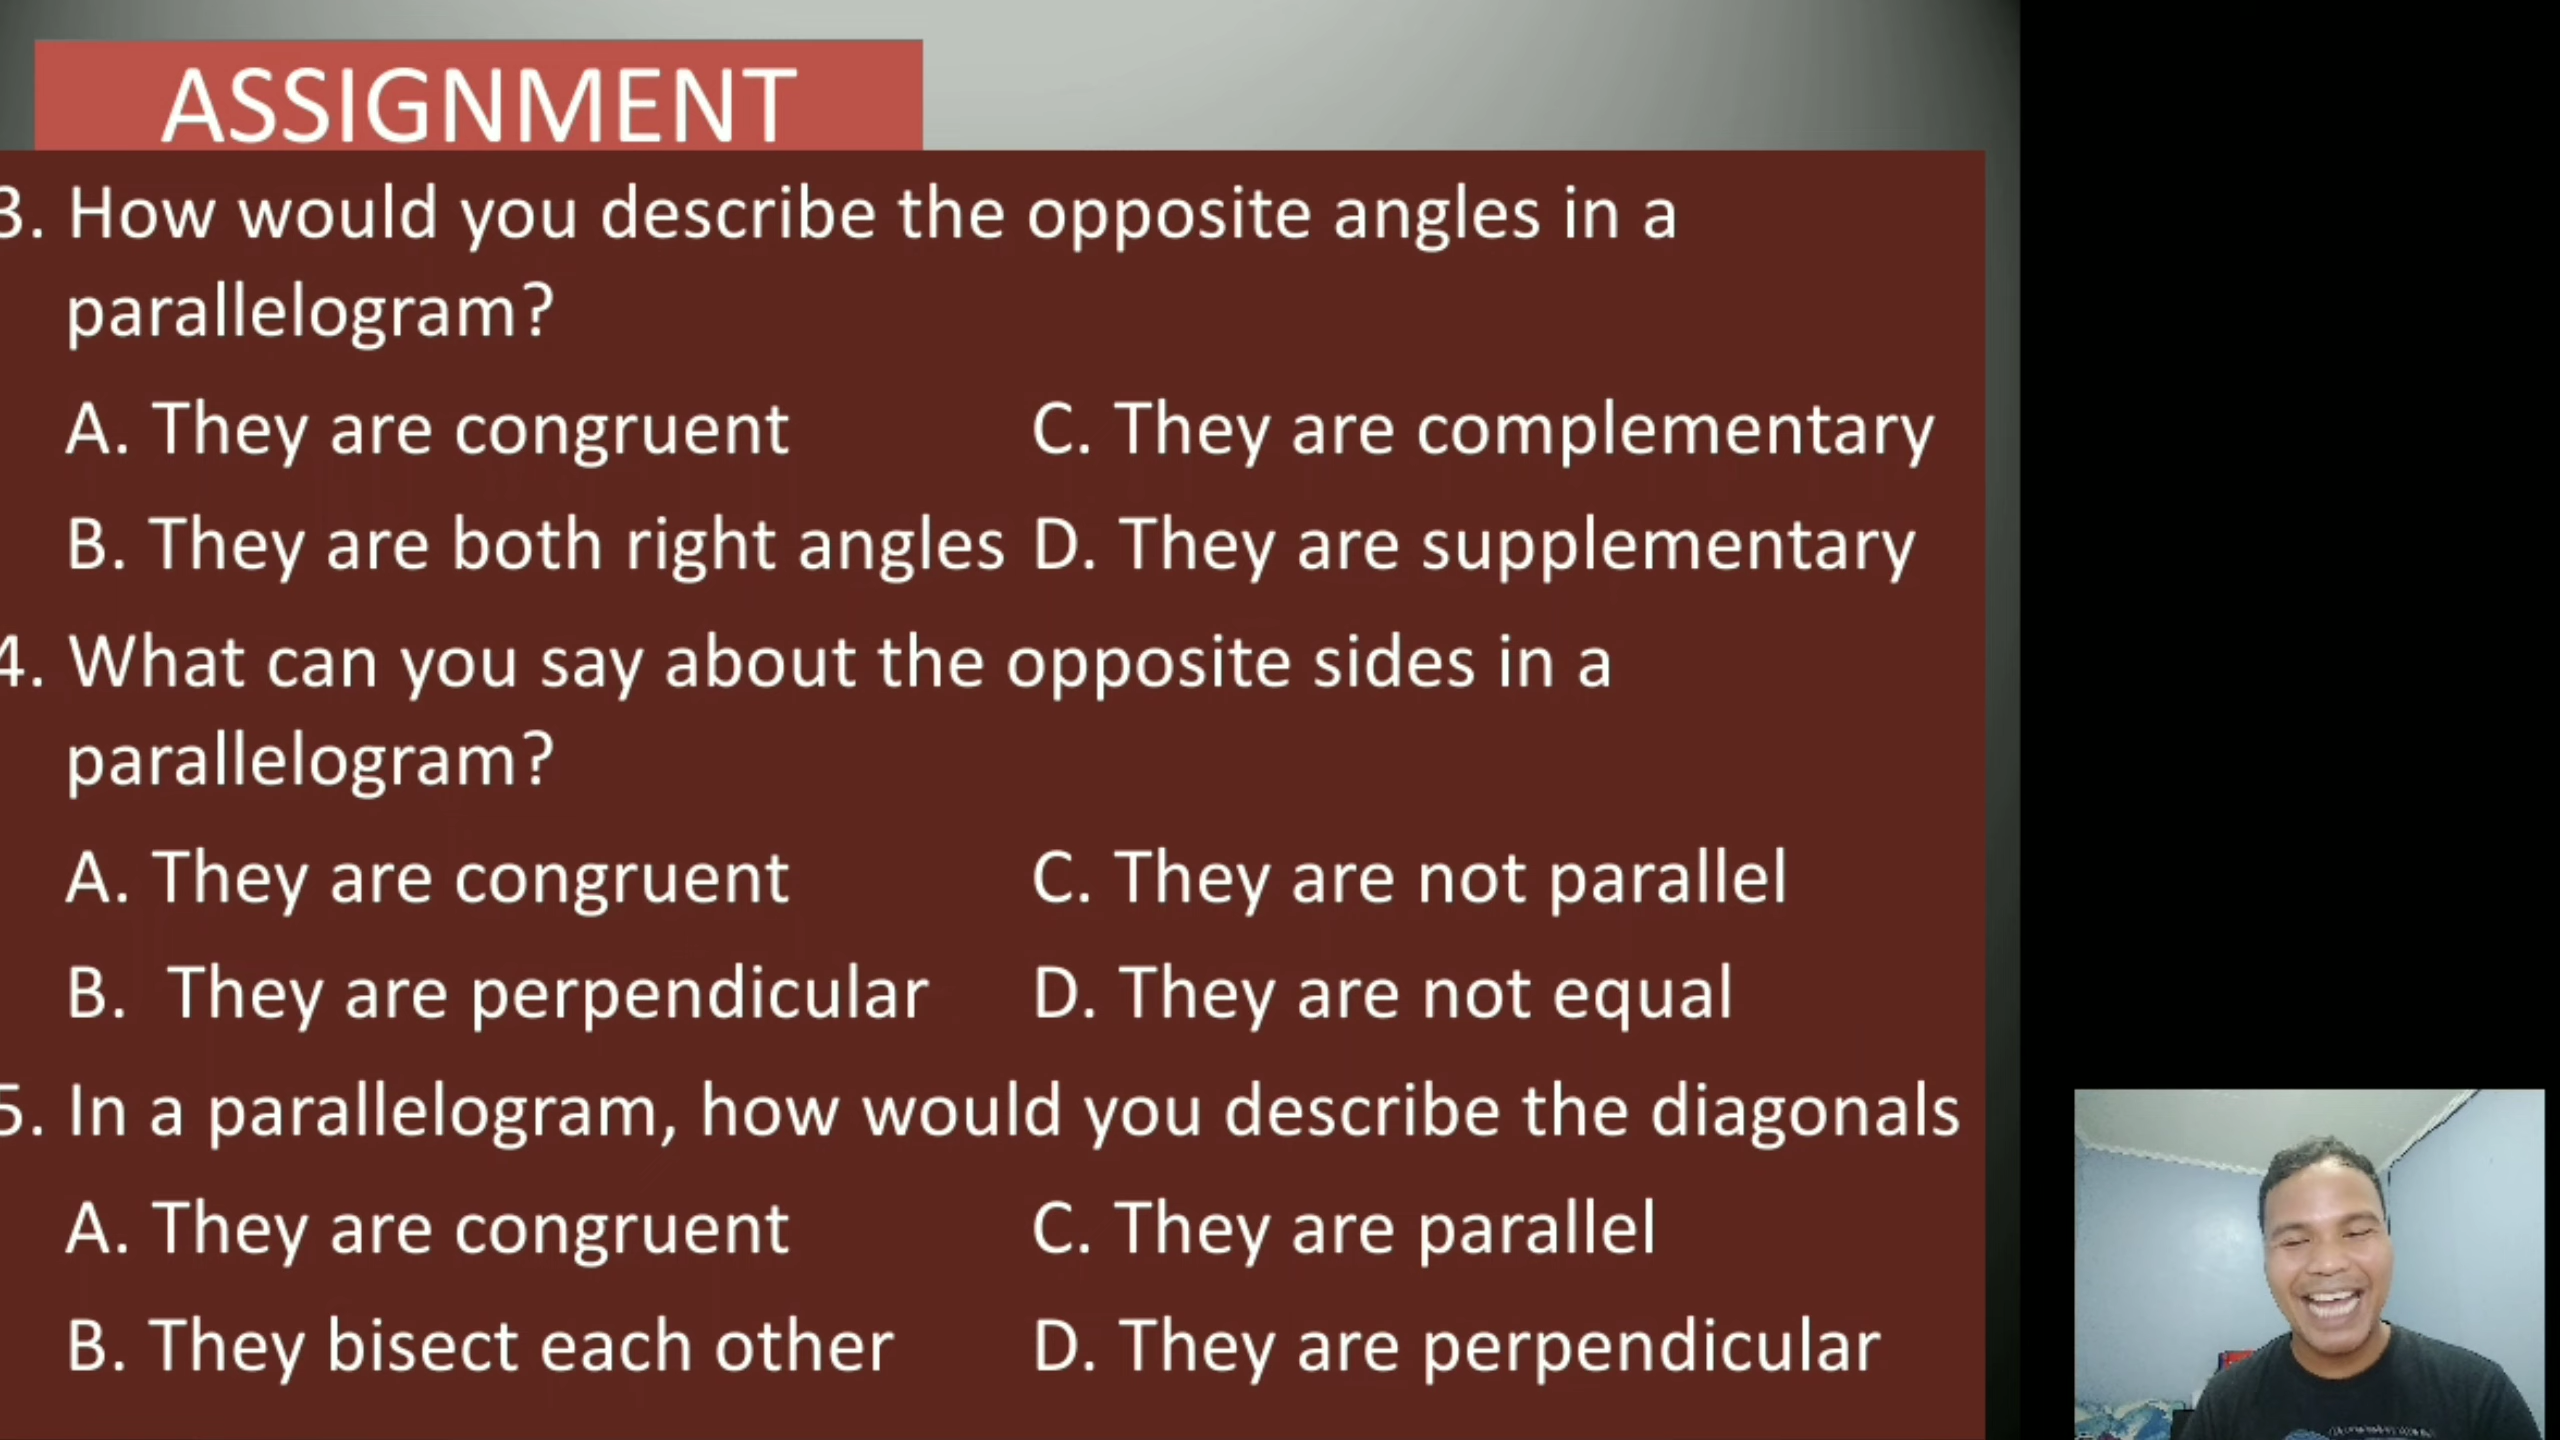 ASSIGNMENT
3. How would you describe the opposite angles in a
parallelogram?
A. They are congruent C. They are complementary
B. They are both right angles D. They are supplementary
4. What can you say about the opposite sides in a
parallelogram?
A. They are congruent C. They are not parallel
B. They are perpendicular D. They are not equal
5. In a parallelogram, how would you describe the diagonals
A. They are congruent C. They are parallel
B. They bisect each other D. They are perpendicular